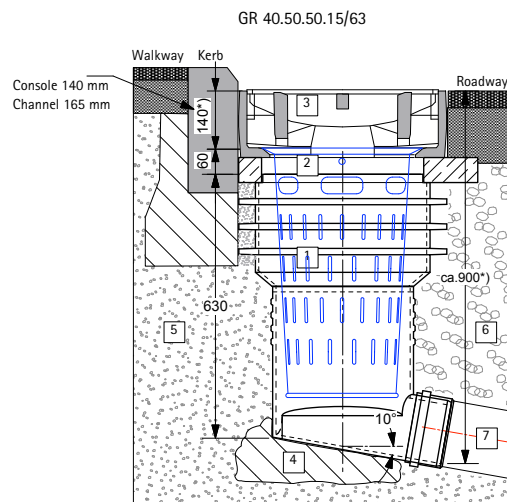 GR 40.50.50.15/63
Walkway
Kerb
Console 140 mm
Channel 165 mm
Roadway
140*)
3
60
2
1
ca.900*)
630
5
6
10°
7
4